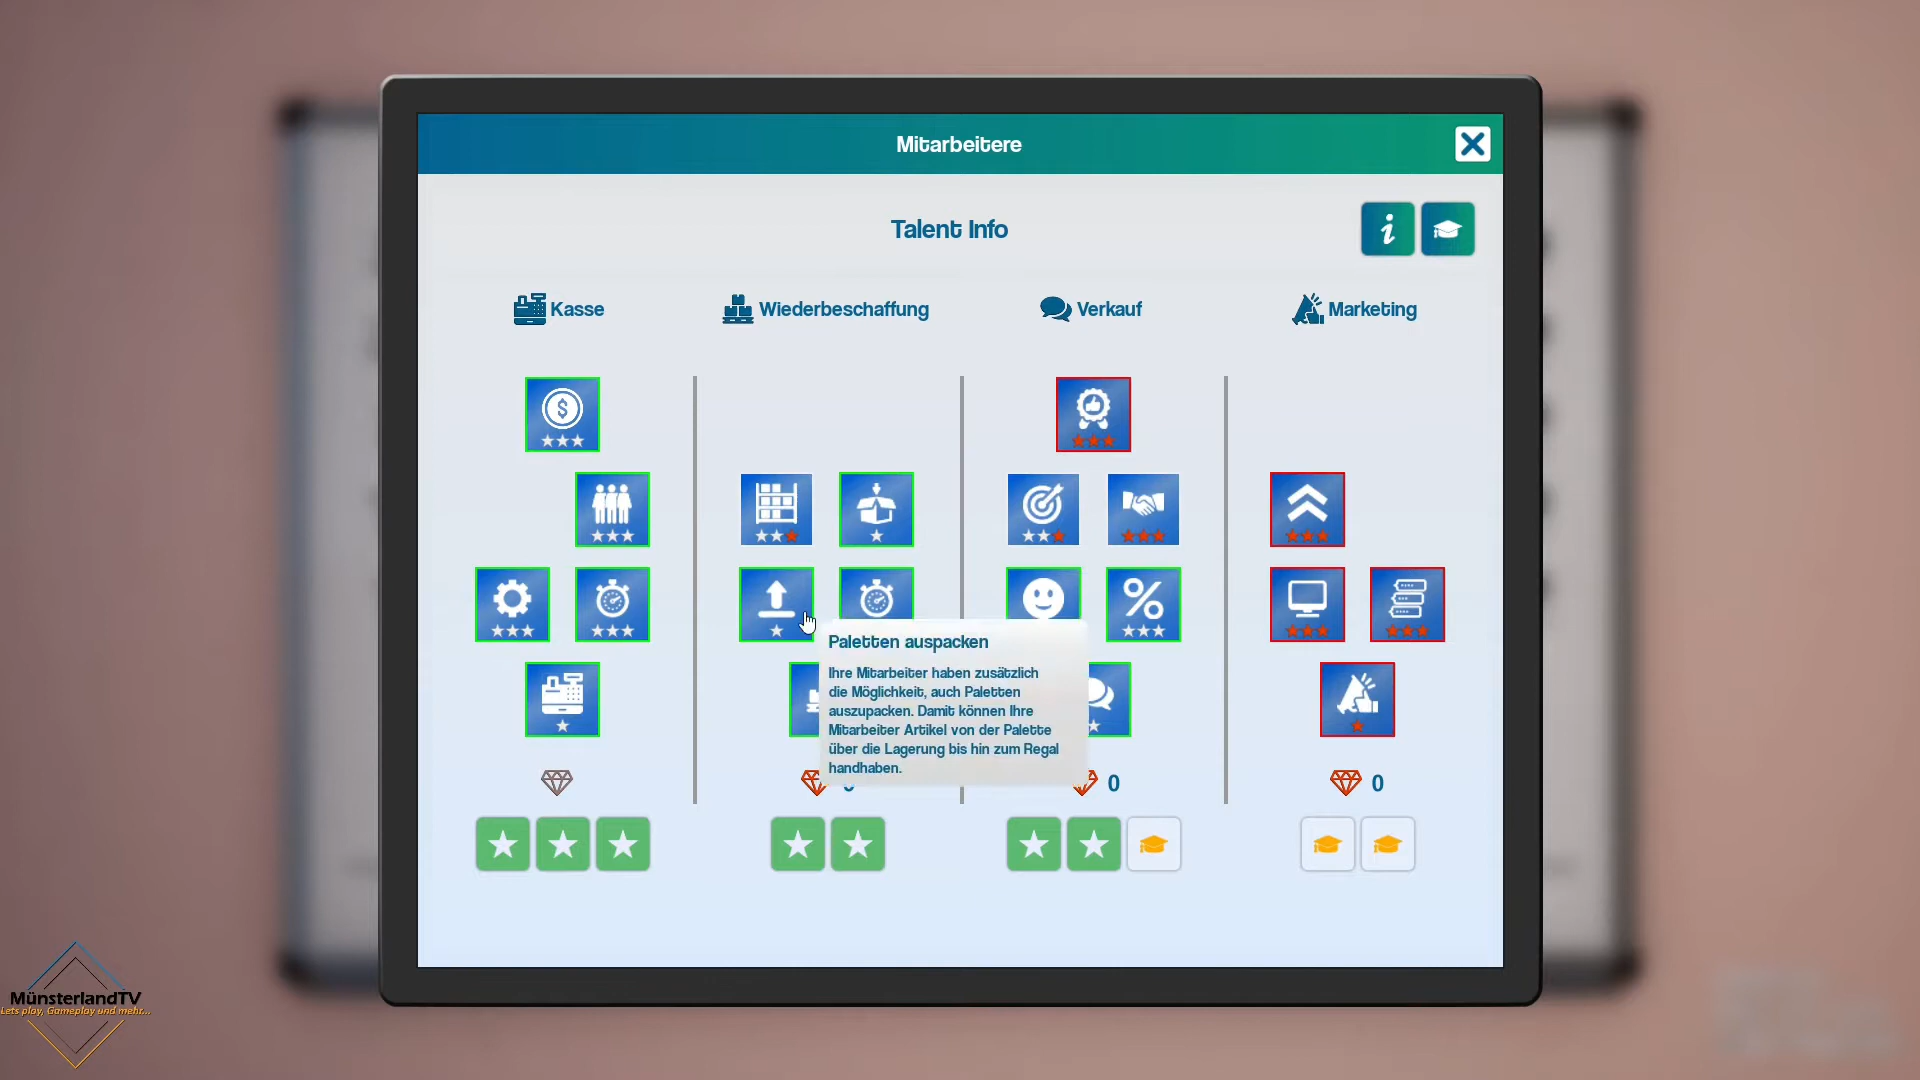 Mitarbeitere
Talent Info
Kasse
Wiederbeschaffung
Verkauf
Marketing
Paletten auspacken
Ihre Mitarbeiter haben zusätzlich
die Möglichkeit, auch Paletten
auszupacken. Damit können Ihre
Mitarbeiter Artikel von der Palette
über die Lagerung bis hin zum Regal
handhaben.
0
0
MünsterlandTV
Lets play, Gameplay und mehr...